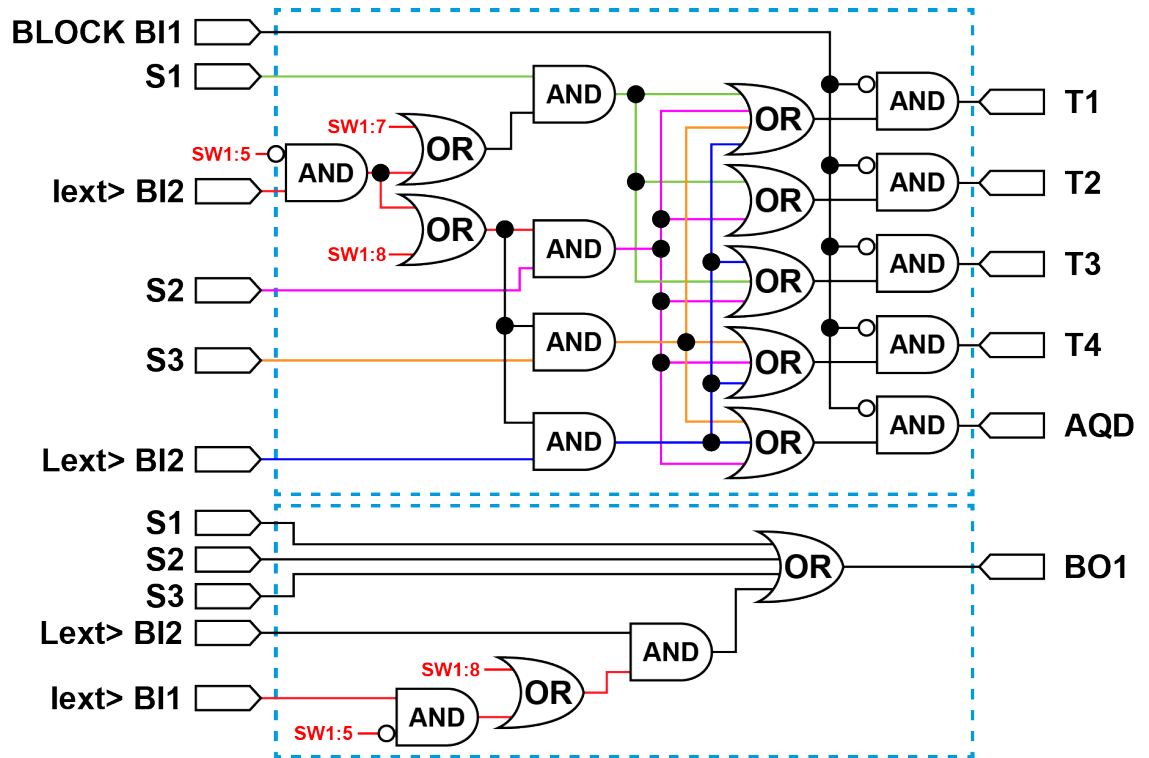 BLOCK BI1
S1
AND
AND
T1
SW1:7
OR
OR
SW1:5
AND
Iext> BI2
AND
T2
OR
OR
SW1:8
AND
AND
T3
S2
OR
AND
AND
T4
S3
OR
AND
AQD
AND
OR
Lext> BI2
S1
S2
S3
OR
BO1
Lext> BI2
AND
SW1:8
OR
Iext> BI1
AND
SW1:5